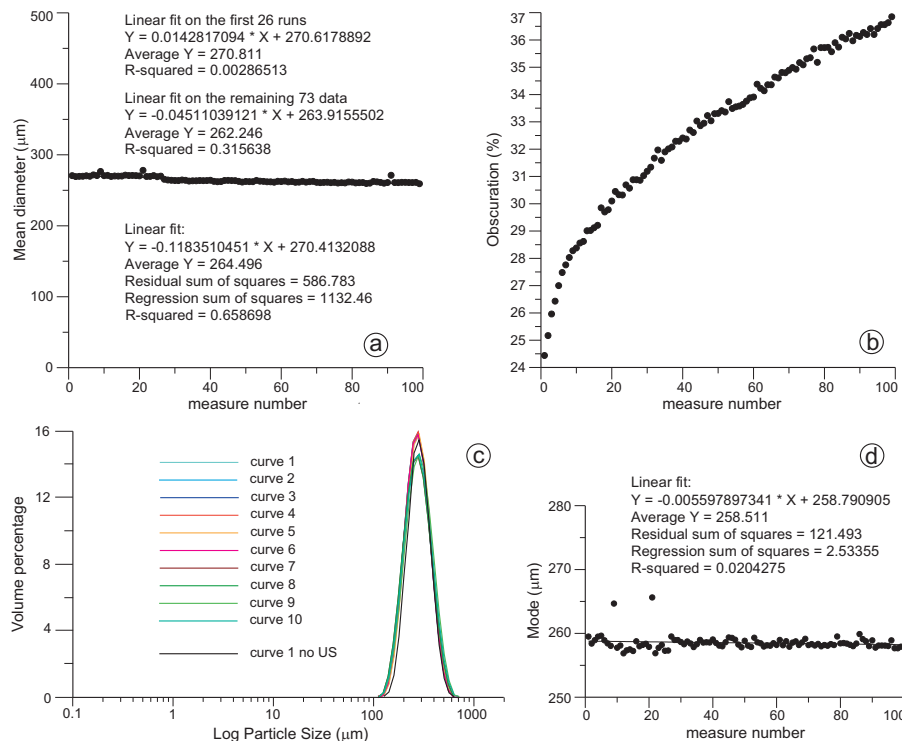 500
400
300
200
100
0
Mean diameter (μm)
Linear fit on the first 26 runs
Y = 0.0142817094 * X + 270.6178892
Average Y = 270.811
R-squared = 0.00286513
Linear fit on the remaining 73 data
Y = -0.04511039121 * X + 263.9155502
Average Y = 262.246
R-squared = 0.315638
Linear fit:
Y = -0.1183510451 * X + 270.4132088
Average Y = 264.496
Residual sum of squares = 586.783
Regression sum of squares = 1132.46
R-squared = 0.658698
a
0 20 40 60 80 100
measure number
37
36
35
34
33
32
31
30
29
28
27
26
25
24
Obscuration (%)
b
0 20 40 60 80 100
measure number
16
12
8
4
0
Volume percentage
c
curve 1
curve 2
curve 3
curve 4
curve 5
curve 6
curve 7
curve 8
curve 9
curve 10
curve 1 no US
0.1 1 10 100 1000
Log Particle Size (μm)
d
Linear fit:
Y = -0.005597897341 * X + 258.790905
Average Y = 258.511
Residual sum of squares = 121.493
Regression sum of squares = 2.53355
R-squared = 0.0204275
280
270
260
250
Mode (μm)
0 20 40 60 80 100
measure number